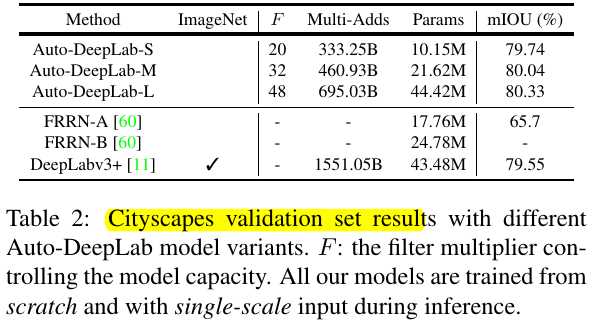 Method ImageNet F Multi-Adds Params mIOU (%)
Auto-DeepLab-S 20 333.25B 10.15M 79.74
Auto-DeepLab-M 32 460.93B 21.62M 80.04
Auto-DeepLab-L 48 695.03B 44.42M 80.33
FRRN-A [60] - - 17.76M 65.7
FRRN-B [60] - - 24.78M -
DeepLabv3+ [11] ✓ - 1551.05B 43.48M 79.55
Table 2: Cityscapes validation set results with different
Auto-DeepLab model variants. F: the filter multiplier con-
trolling the model capacity. All our models are trained from
scratch and with single-scale input during inference.